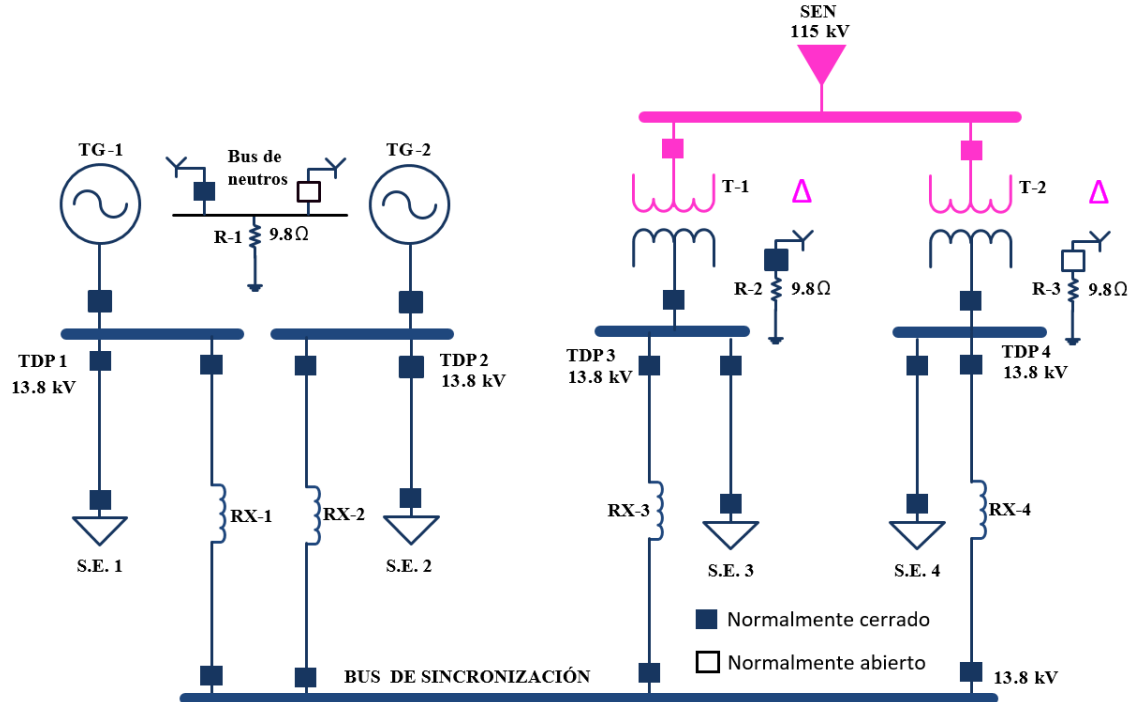 SEN
115 kV
TG-1
Bus de
neutros
TG-2
R-1
9.8Ω
T-1
Δ
T-2
Δ
R-2
9.8Ω
R-3
9.8Ω
TDP 1
13.8 kV
TDP 2
13.8 kV
TDP 3
13.8 kV
TDP 4
13.8 kV
RX-1
RX-2
RX-3
RX-4
S.E. 1
S.E. 2
S.E. 3
S.E. 4
Normalmente cerrado
Normalmente abierto
BUS DE SINCRONIZACIÓN
13.8 kV